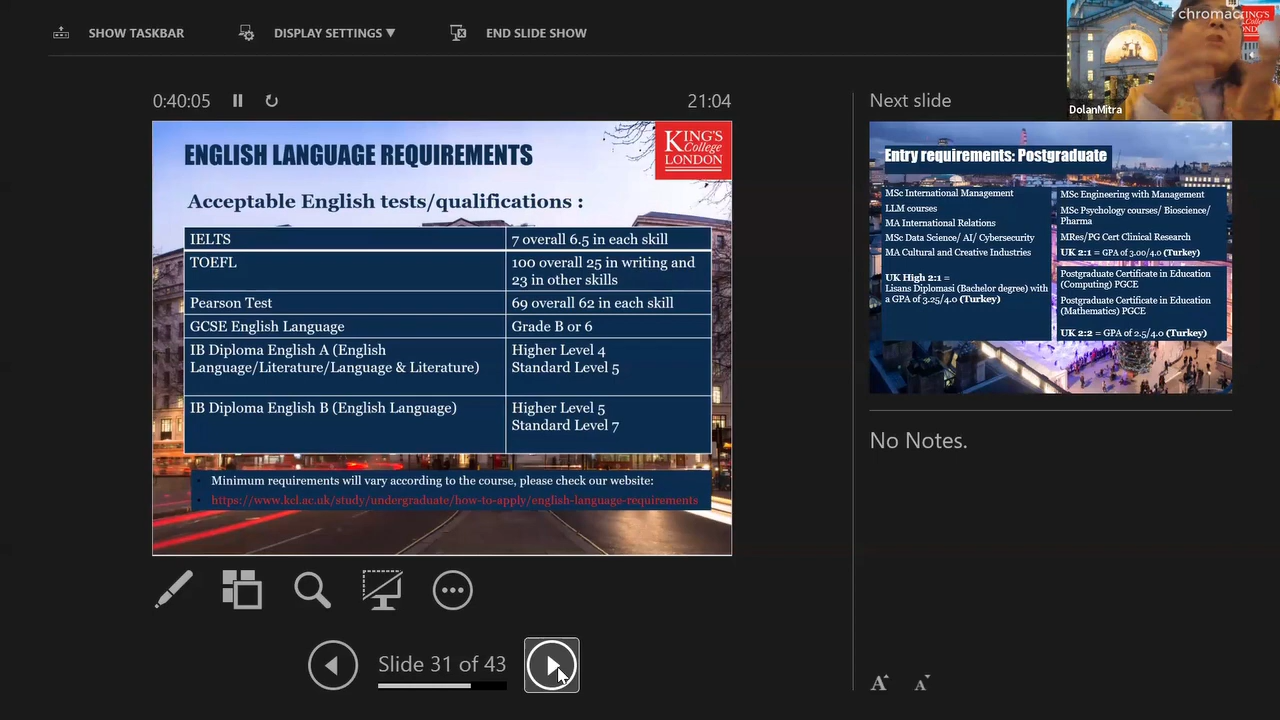 SHOW TASKBAR
DISPLAY SETTINGS ▼
END SLIDE SHOW
chromac
KING'S
DolanMitra
0:40:05
21:04
Next slide
ENGLISH LANGUAGE REQUIREMENTS
KING'S
College
LONDON
Acceptable English tests/qualifications :
IELTS
7 overall 6.5 in each skill
TOEFL
100 overall 25 in writing and
23 in other skills
Pearson Test
69 overall 62 in each skill
GCSE English Language
Grade B or 6
IB Diploma English A (English
Language/Literature/Language & Literature)
Higher Level 4
Standard Level 5
IB Diploma English B (English Language)
Higher Level 5
Standard Level 7
• Minimum requirements will vary according to the course, please check our website:
• https://www.kcl.ac.uk/study/undergraduate/how-to-apply/english-language-requirements
Entry requirements: Postgraduate
MSc International Management
LLM courses
MA International Relations
MSc Data Science/ AI/ Cybersecurity
MA Cultural and Creative Industries
UK High 2:1 =
Lisans Diplomasi (Bachelor degree) with
a GPA of 3.25/4.0 (Turkey)
MSc Engineering with Management
MSc Psychology courses/ Bioscience/
Pharma
MRes/PG Cert Clinical Research
UK 2:1 = GPA of 3.00/4.0 (Turkey)
Postgraduate Certificate in Education
(Computing) PGCE
Postgraduate Certificate in Education
(Mathematics) PGCE
UK 2:2 = GPA of 2.5/4.0 (Turkey)
No Notes.
Slide 31 of 43
A A